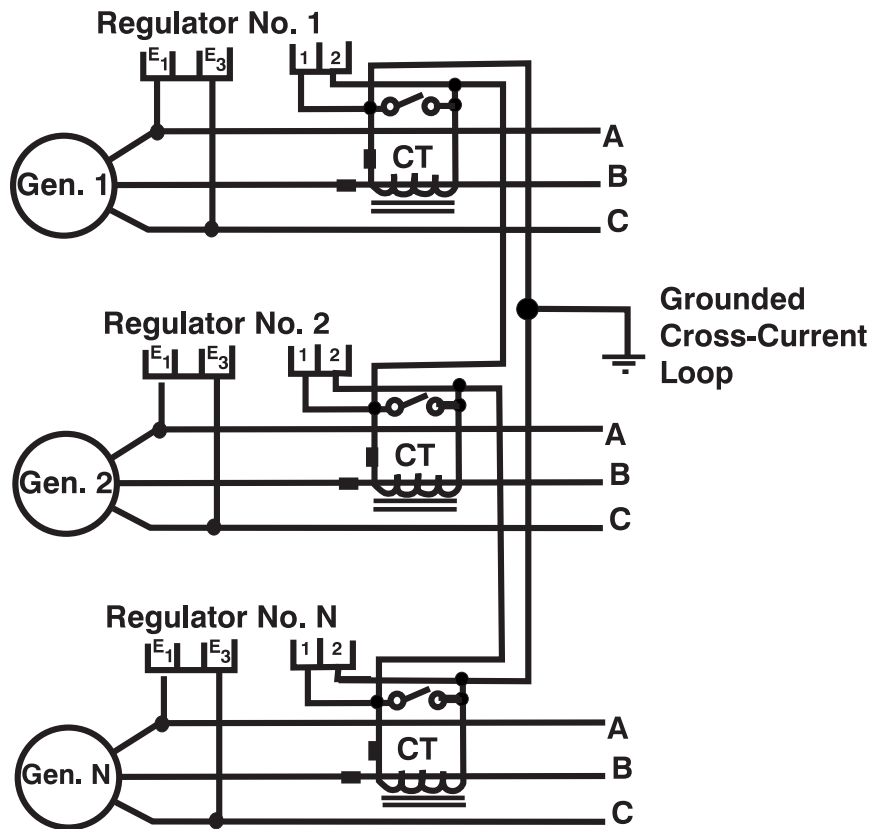 Regulator No. 1
E1 E3 1 2
A
CT
Gen. 1 B
C
Grounded
Cross-Current
Loop
Regulator No. 2
E1 E3 1 2
A
CT
Gen. 2 B
C
Regulator No. N
E1 E3 1 2
A
CT
Gen. N B
C